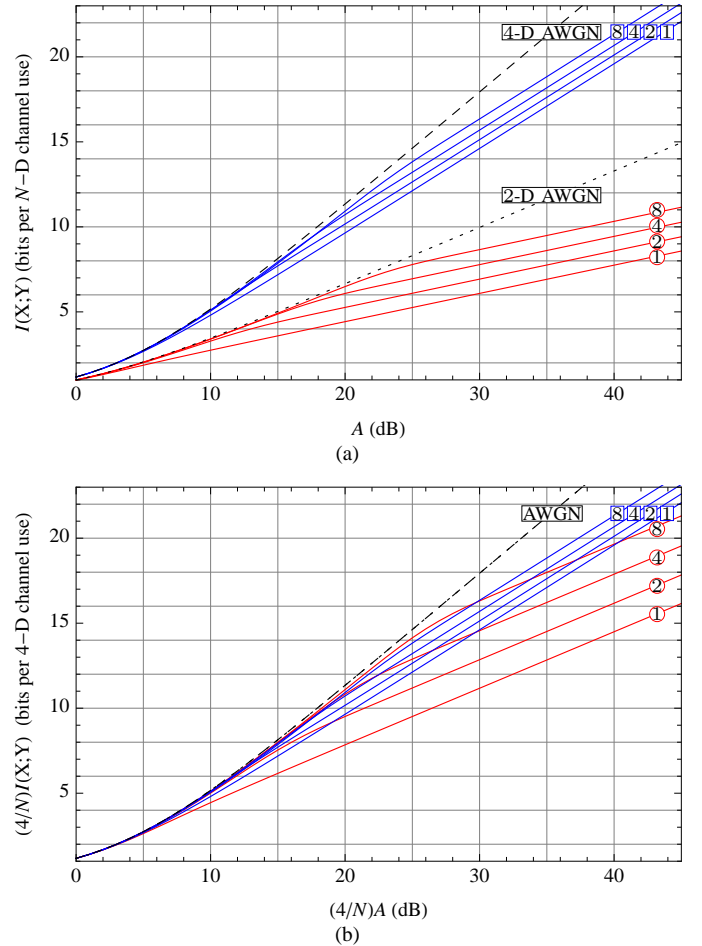 20
15
10
5
I(X;Y) (bits per N−D channel use)
4-D AWGN
8 4 2 1
2-D AWGN
8
4
2
1
0 10 20 30 40
A (dB)
(a)
20
15
10
5
(4/N)I(X;Y) (bits per 4−D channel use)
AWGN
8 4 2 1
8
4
2
1
0 10 20 30 40
(4/N)A (dB)
(b)